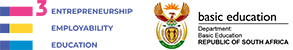 3 ENTREPRENEURSHIP
EMPLOYABILITY
EDUCATION
basic education
Department:
Basic Education
REPUBLIC OF SOUTH AFRICA